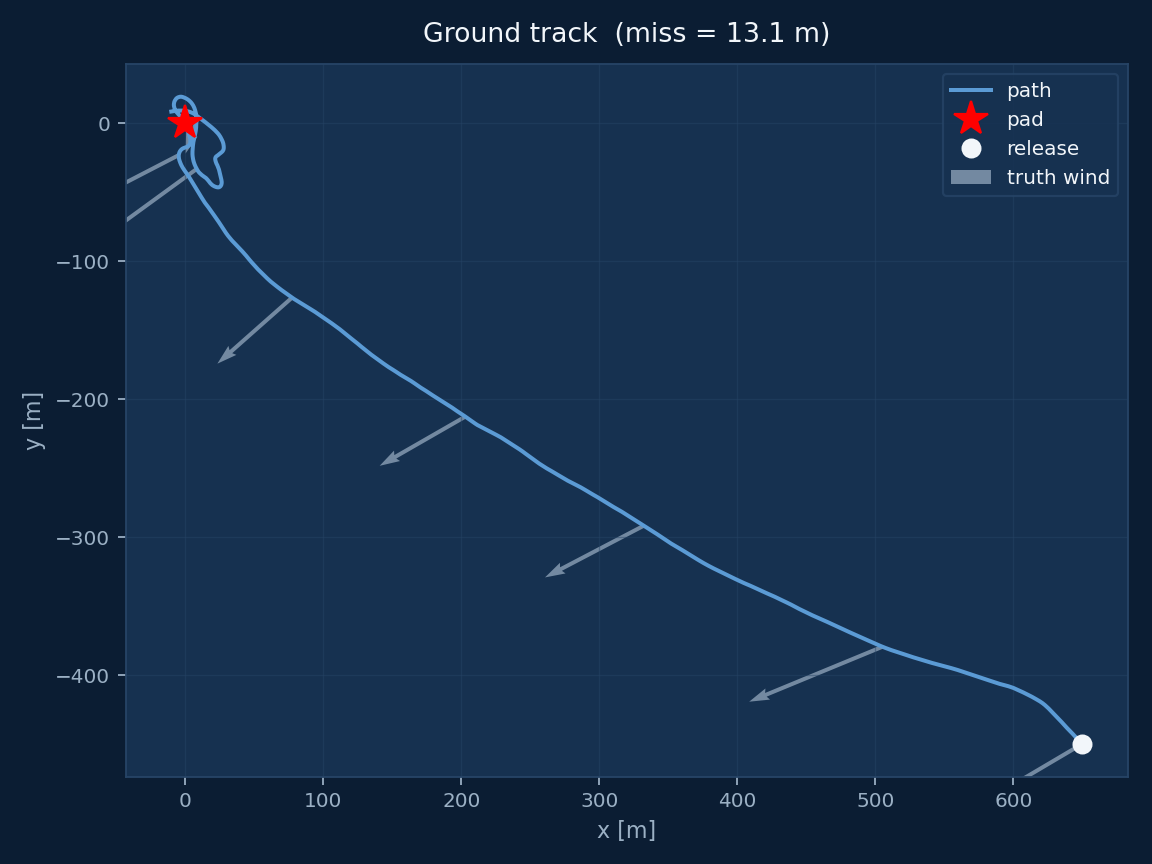 Ground track  (miss = 13.1 m)
path
pad
release
truth wind
y [m]
0
−100
−200
−300
−400
0
100
200
300
400
500
600
x [m]